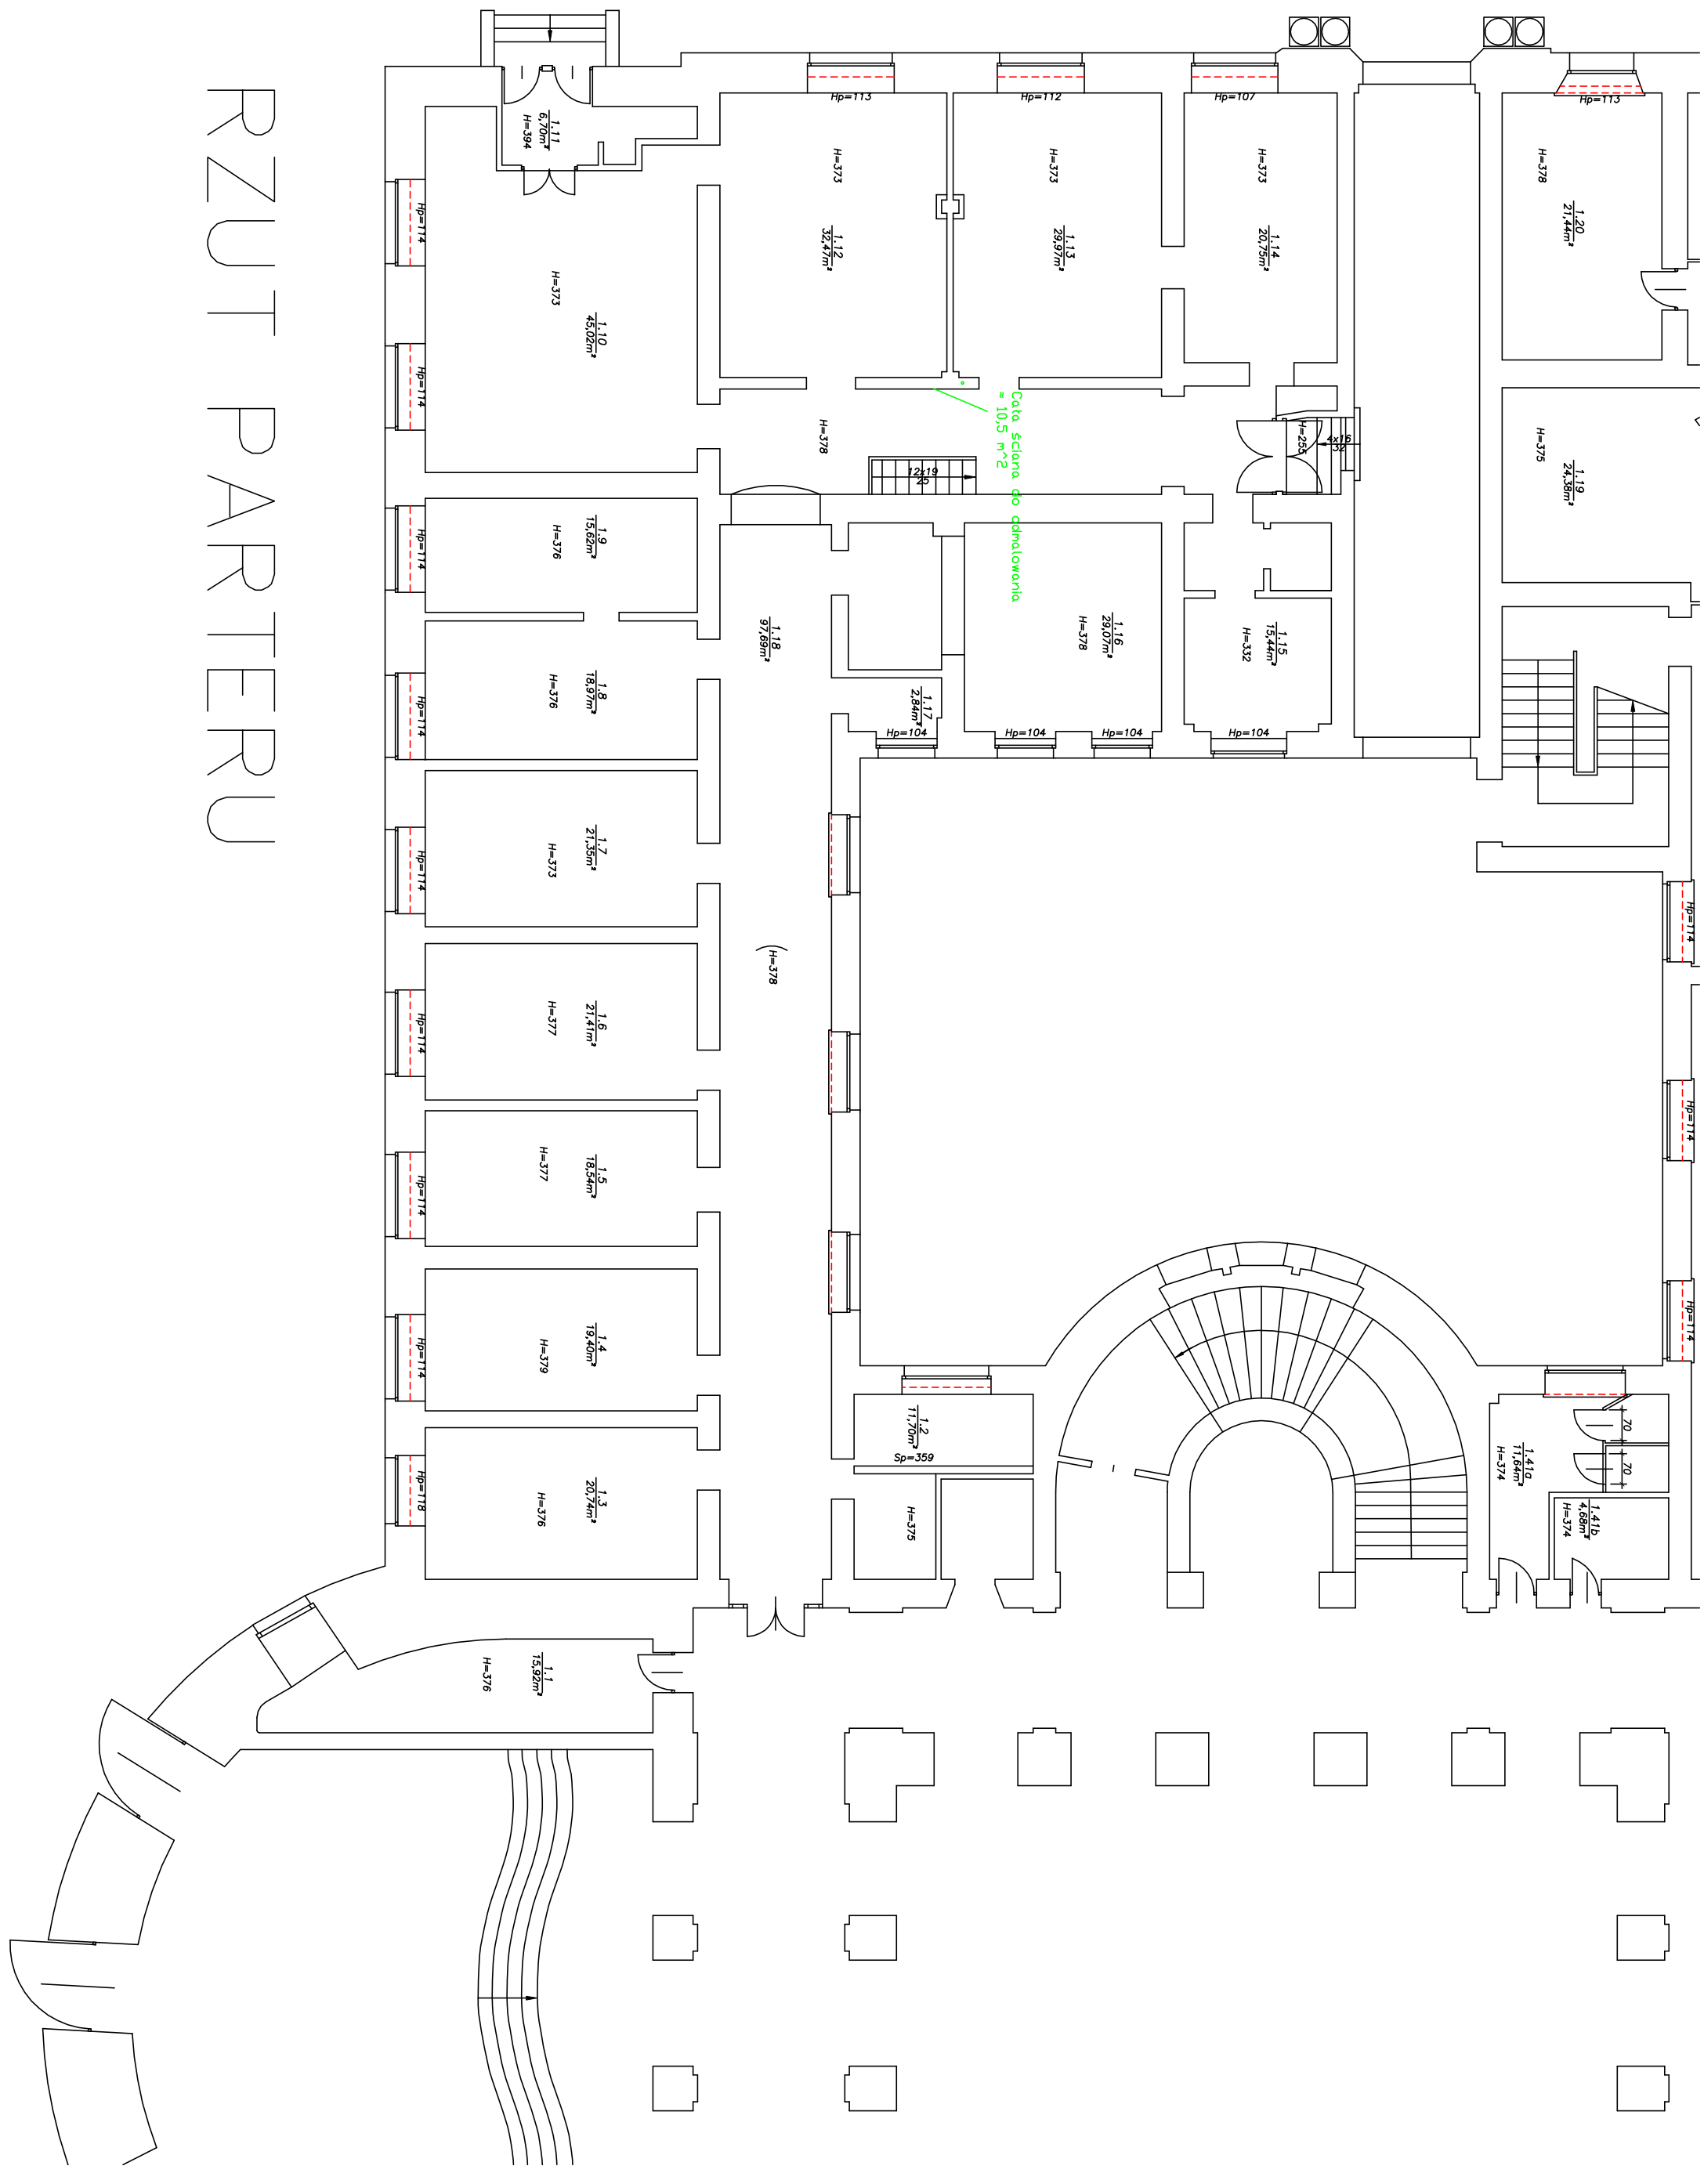 RZUT PARTERU
1.11
6,70m²
H=394
Hp=113
Hp=112
Hp=107
Hp=113
H=373
1.12
32,47m²
H=373
1.13
29,97m²
H=373
1.14
20,75m²
H=378
1.20
21,44m²
Hp=114
H=373
1.10
45,02m²
Hp=114
H=378
12x19
25
Cała ściana do odmalowania
≈ 10,5 m^2
H=255
4x16
32
H=375
1.19
24,38m²
Hp=114
H=376
1.9
15,62m²
1.18
97,69m²
1.16
29,07m²
H=378
1.15
15,44m²
H=332
Hp=114
H=376
1.8
18,97m²
1.17
2,84m²
Hp=104
Hp=104
Hp=104
Hp=104
Hp=114
H=373
1.7
21,35m²
H=378
Hp=114
Hp=114
H=377
1.6
21,41m²
Hp=114
Hp=114
H=377
1.5
18,54m²
Hp=114
Hp=114
H=379
1.4
19,40m²
1.2
11,70m²
Sp=359
H=375
Hp=118
H=376
1.3
20,74m²
70
70
1.41a
11,64m²
H=374
1.41b
4,68m²
H=374
1.1
15,92m²
H=376